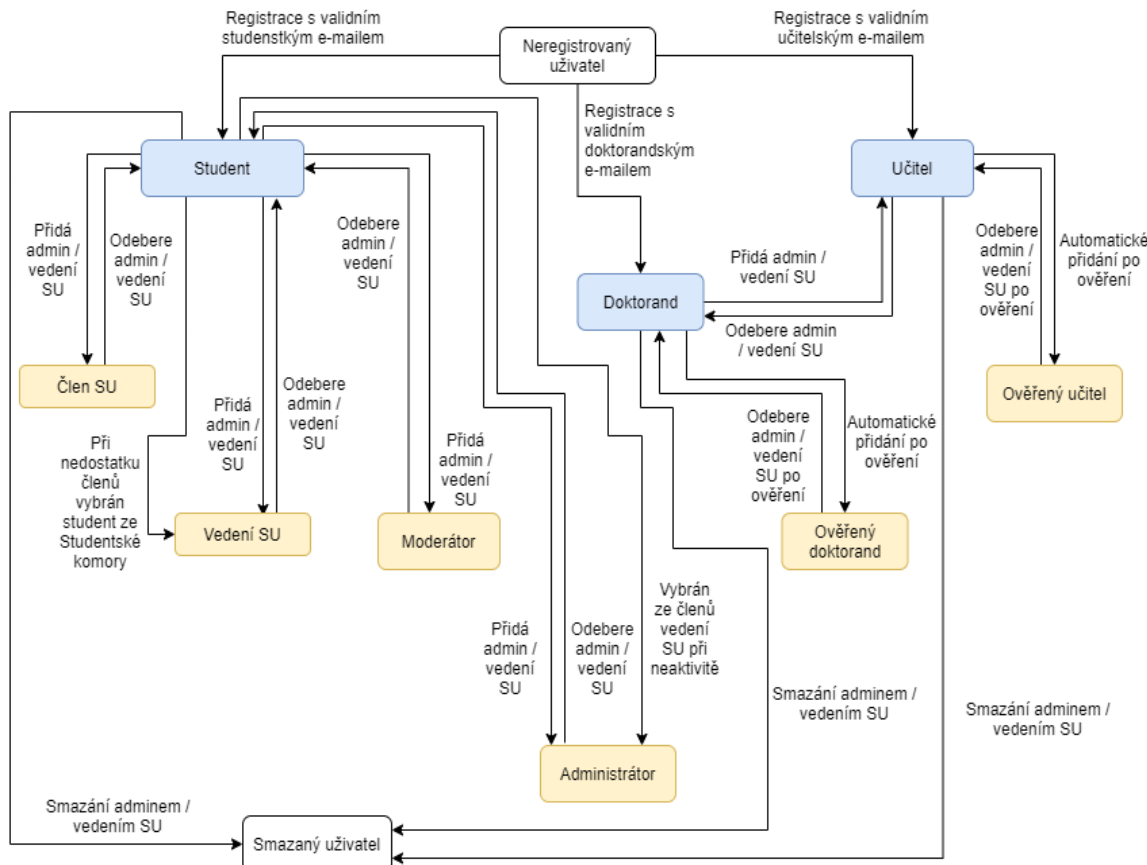 Registrace s validním
studenstkým e-mailem
Neregistrovaný
uživatel
Registrace s validním
učitelským e-mailem
Registrace s
validním
doktorandským
e-mailem
Student
Učitel
Přidá
admin /
vedení
SU
Odebere
admin /
vedení
SU
Odebere
admin /
vedení
SU
Přidá admin /
vedení SU
Odebere
admin /
vedení
SU po
ověření
Automatické
přidání po
ověření
Doktorand
Odebere admin
/ vedení SU
Člen SU
Ověřený učitel
Přidá
admin /
vedení
SU
Odebere
admin /
vedení
SU
Při
nedostatku
členů
vybrán
student ze
Studentské
komory
Přidá
admin /
vedení
SU
Odebere
admin /
vedení
SU po
ověření
Automatické
přidání po
ověření
Vedení SU
Moderátor
Ověřený
doktorand
Přidá
admin /
vedení
SU
Odebere
admin /
vedení
SU
Vybrán
ze členů
vedení
SU při
neaktivitě
Smazání adminem /
vedením SU
Smazání adminem /
vedením SU
Administrátor
Smazání adminem /
vedením SU
Smazaný uživatel